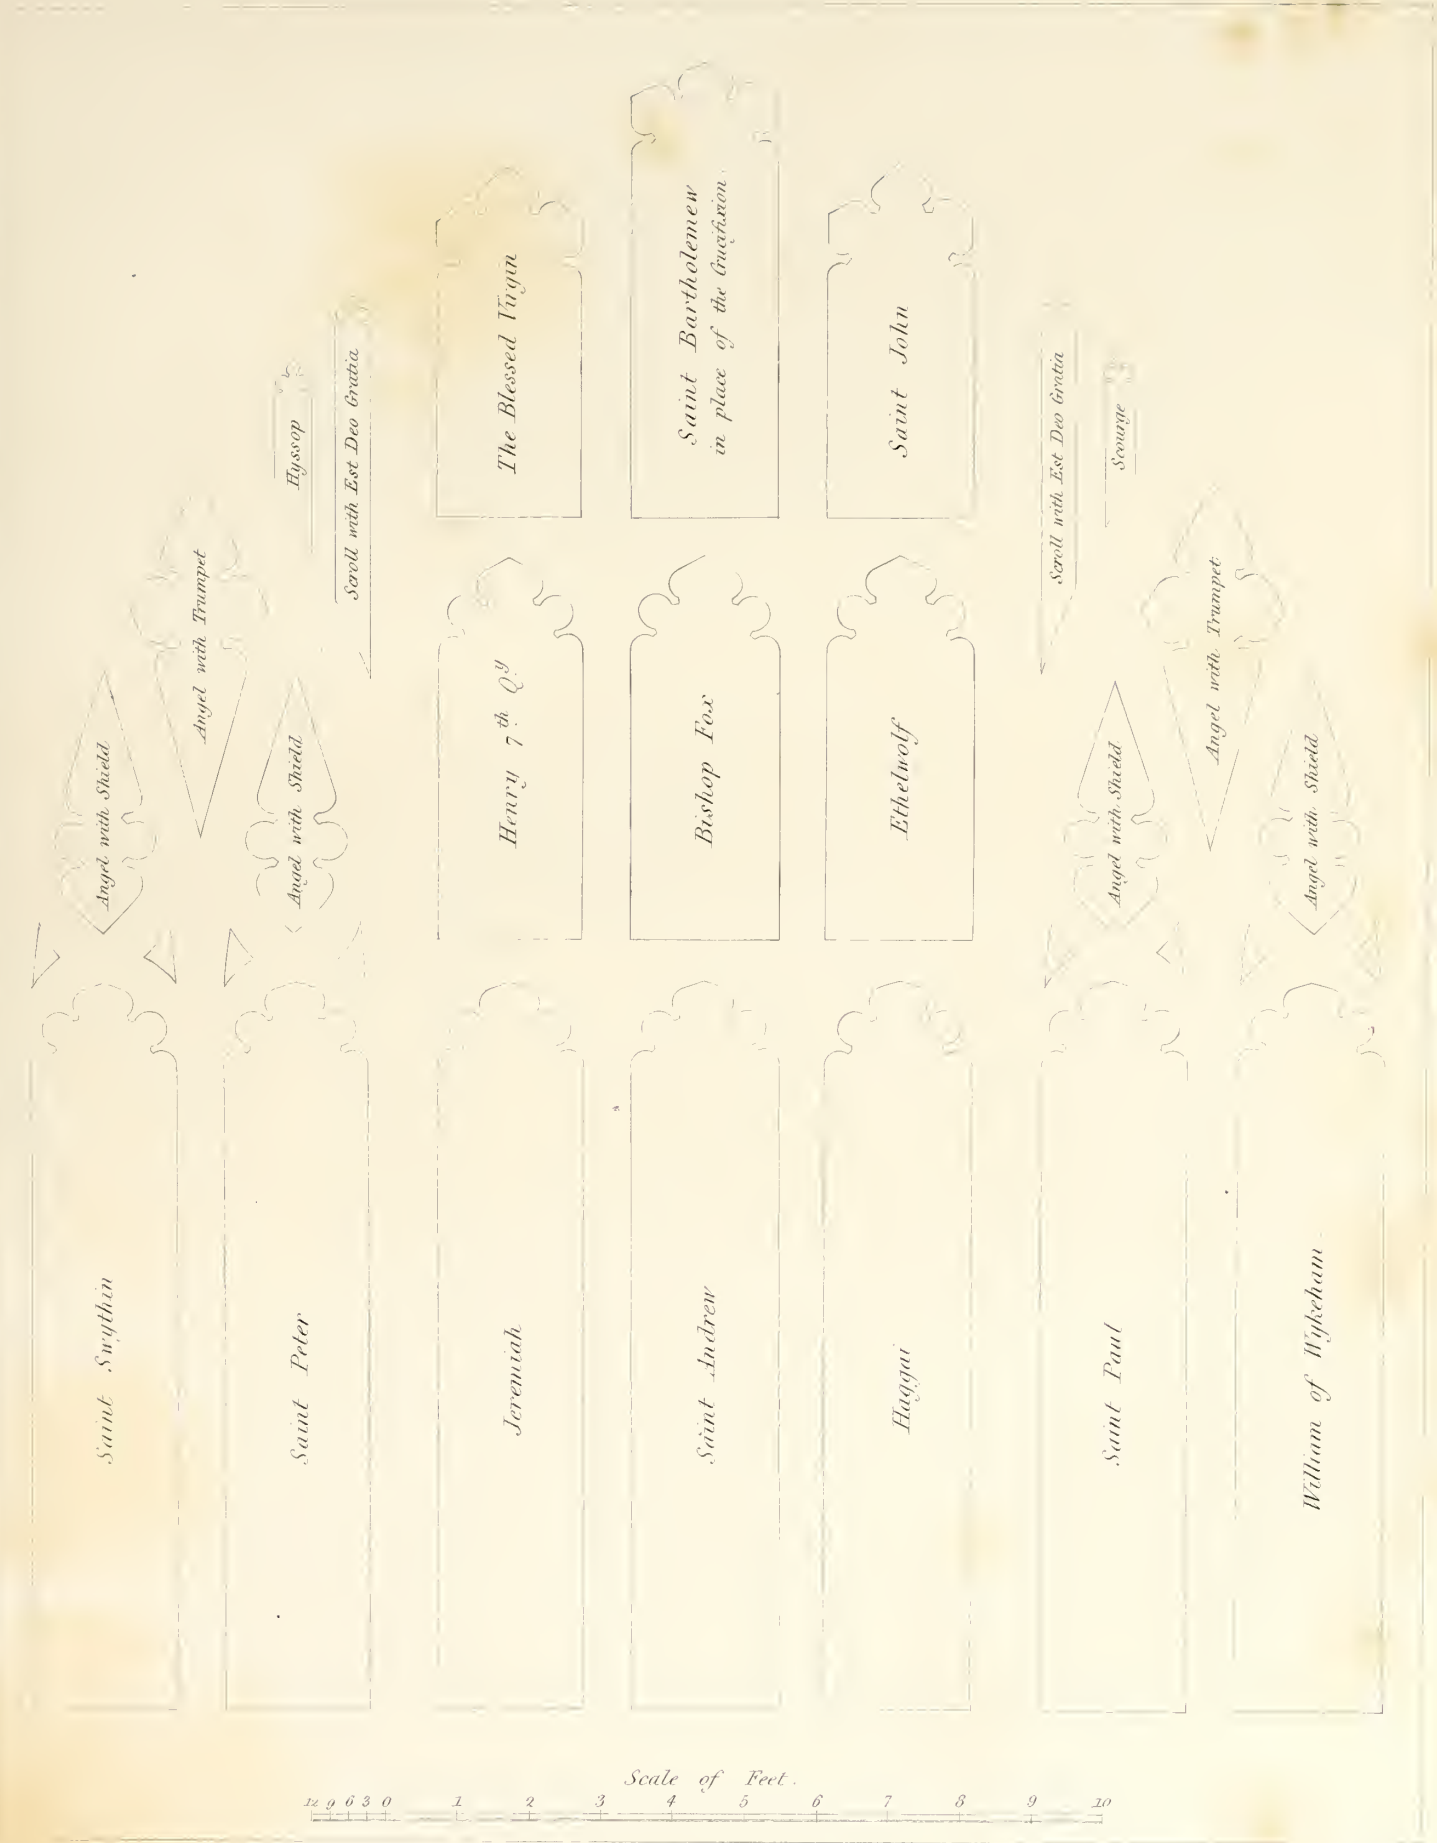 Saint Bartholemew
in place of the Crucifixion.
The Blessed Virgin
Saint John
Hyssop
Scroll with Est Deo Gratia
Scroll with Est Deo Gratia
Scourge
Angel with Trumpet
Angel with Trumpet
Henry 7th Qy
Bishop Fox
Ethelwolf
Angel with Shield
Angel with Shield
Angel with Shield
Angel with Shield
Saint Swythin
Saint Peter
Jeremiah
Saint Andrew
Haggai
Saint Paul
William of Wykeham
Scale of Feet.
12 9 6 3 0 1 2 3 4 5 6 7 8 9 10